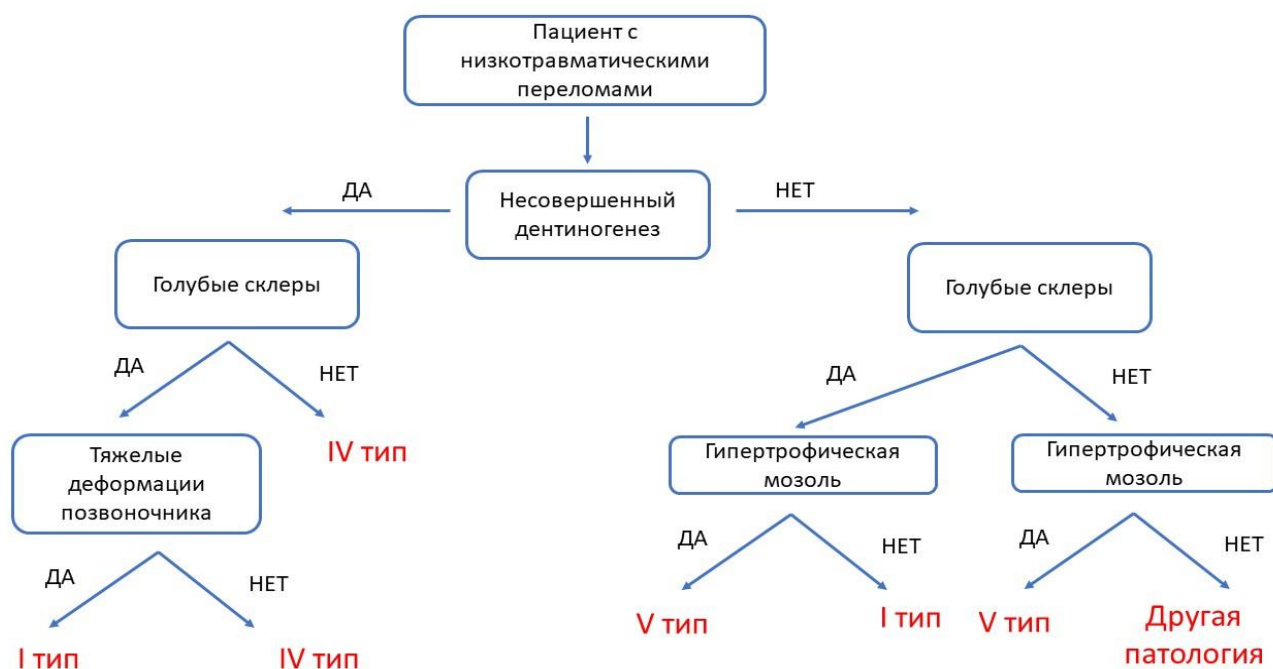 Пациент с
низкотравматическими
переломами
ДА
Несовершенный
дентиногенез
НЕТ
Голубые склеры
Голубые склеры
ДА
НЕТ
ДА
НЕТ
Тяжелые
деформации
позвоночника
IV тип
Гипертрофическая
мозоль
Гипертрофическая
мозоль
ДА
НЕТ
ДА
НЕТ
ДА
НЕТ
I тип
IV тип
V тип
I тип
V тип
Другая
патология